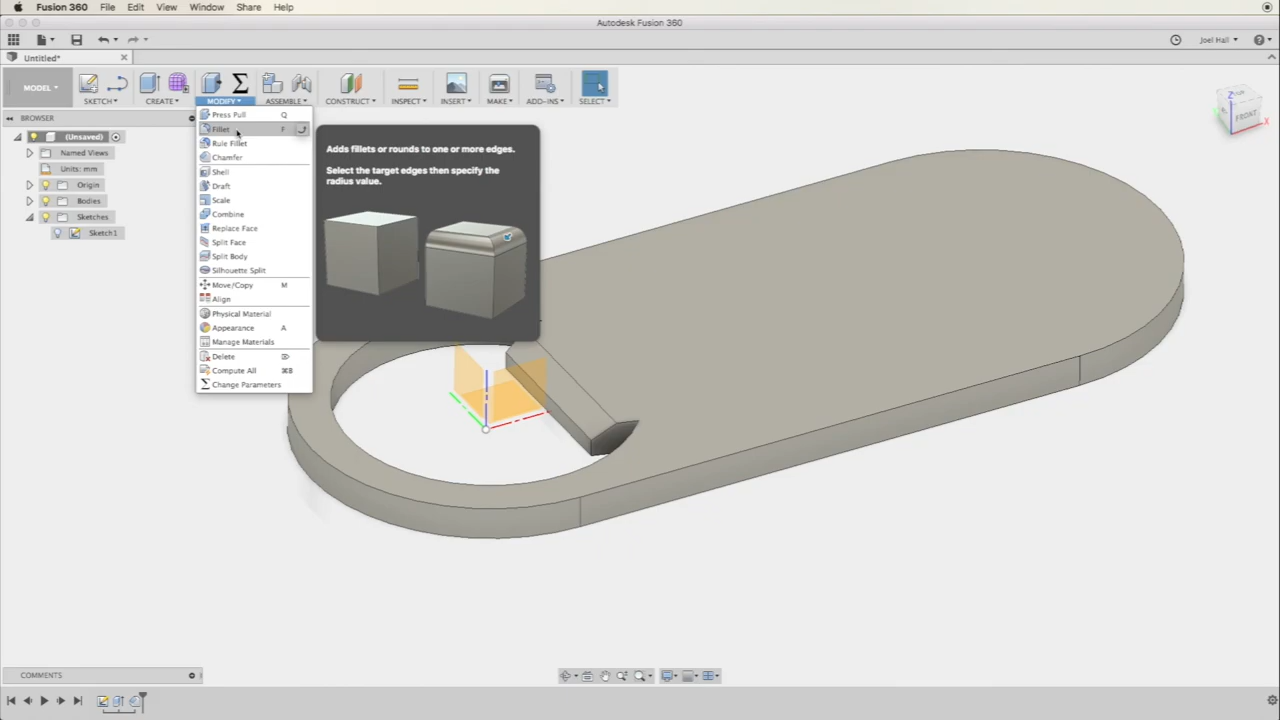 Fusion 360 File Edit View Window Share Help
Autodesk Fusion 360
Joel Hall
Untitled*
MODEL
SKETCH CREATE MODIFY ASSEMBLE CONSTRUCT INSPECT INSERT MAKE ADD-INS SELECT
BROWSER
(Unsaved)
Named Views
Units: mm
Origin
Bodies
Sketches
Sketch1
Press Pull Q
Fillet F
Rule Fillet
Chamfer
Shell
Draft
Scale
Combine
Replace Face
Split Face
Split Body
Silhouette Split
Move/Copy M
Align
Physical Material
Appearance A
Manage Materials
Delete
Compute All ⌘B
Change Parameters
Adds fillets or rounds to one or more edges.
Select the target edges then specify the
radius value.
Z
FRONT
X
COMMENTS